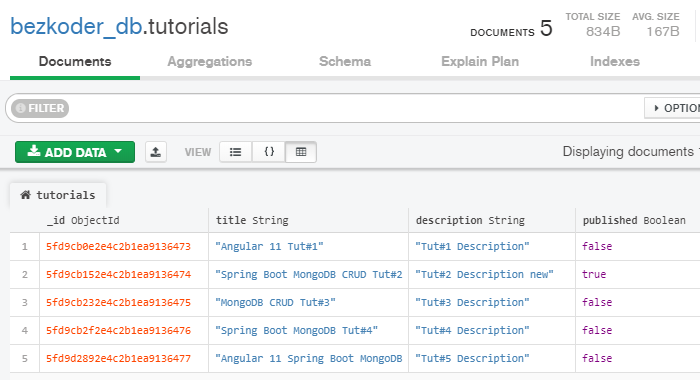 bezkoder_db.tutorials
DOCUMENTS 5
TOTAL SIZE 834B
AVG. SIZE 167B
Documents Aggregations Schema Explain Plan Indexes
FILTER
OPTIO
ADD DATA VIEW { } Displaying documents
tutorials
_id ObjectId title String description String published Boolean
1 5fd9cb0e2e4c2b1ea9136473 "Angular 11 Tut#1" "Tut#1 Description" false
2 5fd9cb152e4c2b1ea9136474 "Spring Boot MongoDB CRUD Tut#2 "Tut#2 Description new" true
3 5fd9cb232e4c2b1ea9136475 "MongoDB CRUD Tut#3" "Tut#3 Description" false
4 5fd9cb2f2e4c2b1ea9136476 "Spring Boot MongoDB Tut#4" "Tut#4 Description" false
5 5fd9d2892e4c2b1ea9136477 "Angular 11 Spring Boot MongoDB "Tut#5 Description" false